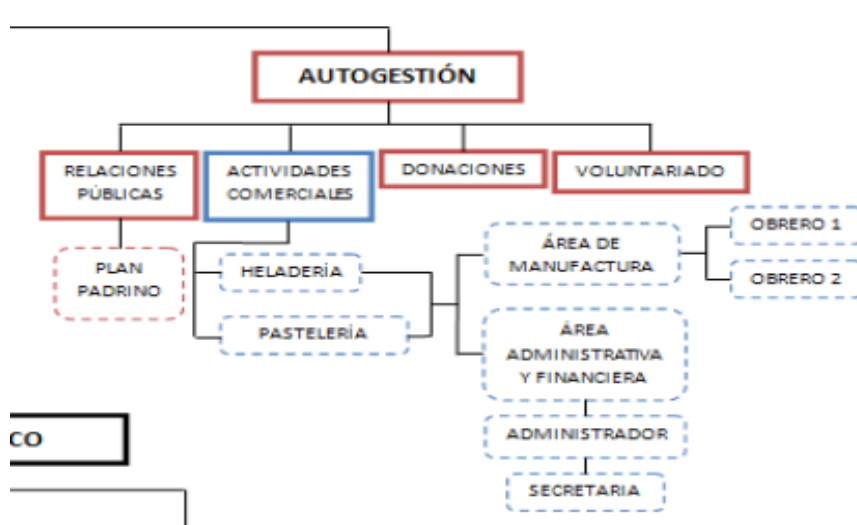 AUTOGESTIÓN
RELACIONES
PÚBLICAS
ACTIVIDADES
COMERCIALES
DONACIONES
VOLUNTARIADO
PLAN
PADRINO
HELADERÍA
PASTELERÍA
ÁREA DE
MANUFACTURA
OBRERO 1
OBRERO 2
ÁREA
ADMINISTRATIVA
Y FINANCIERA
ADMINISTRADOR
SECRETARIA
CO